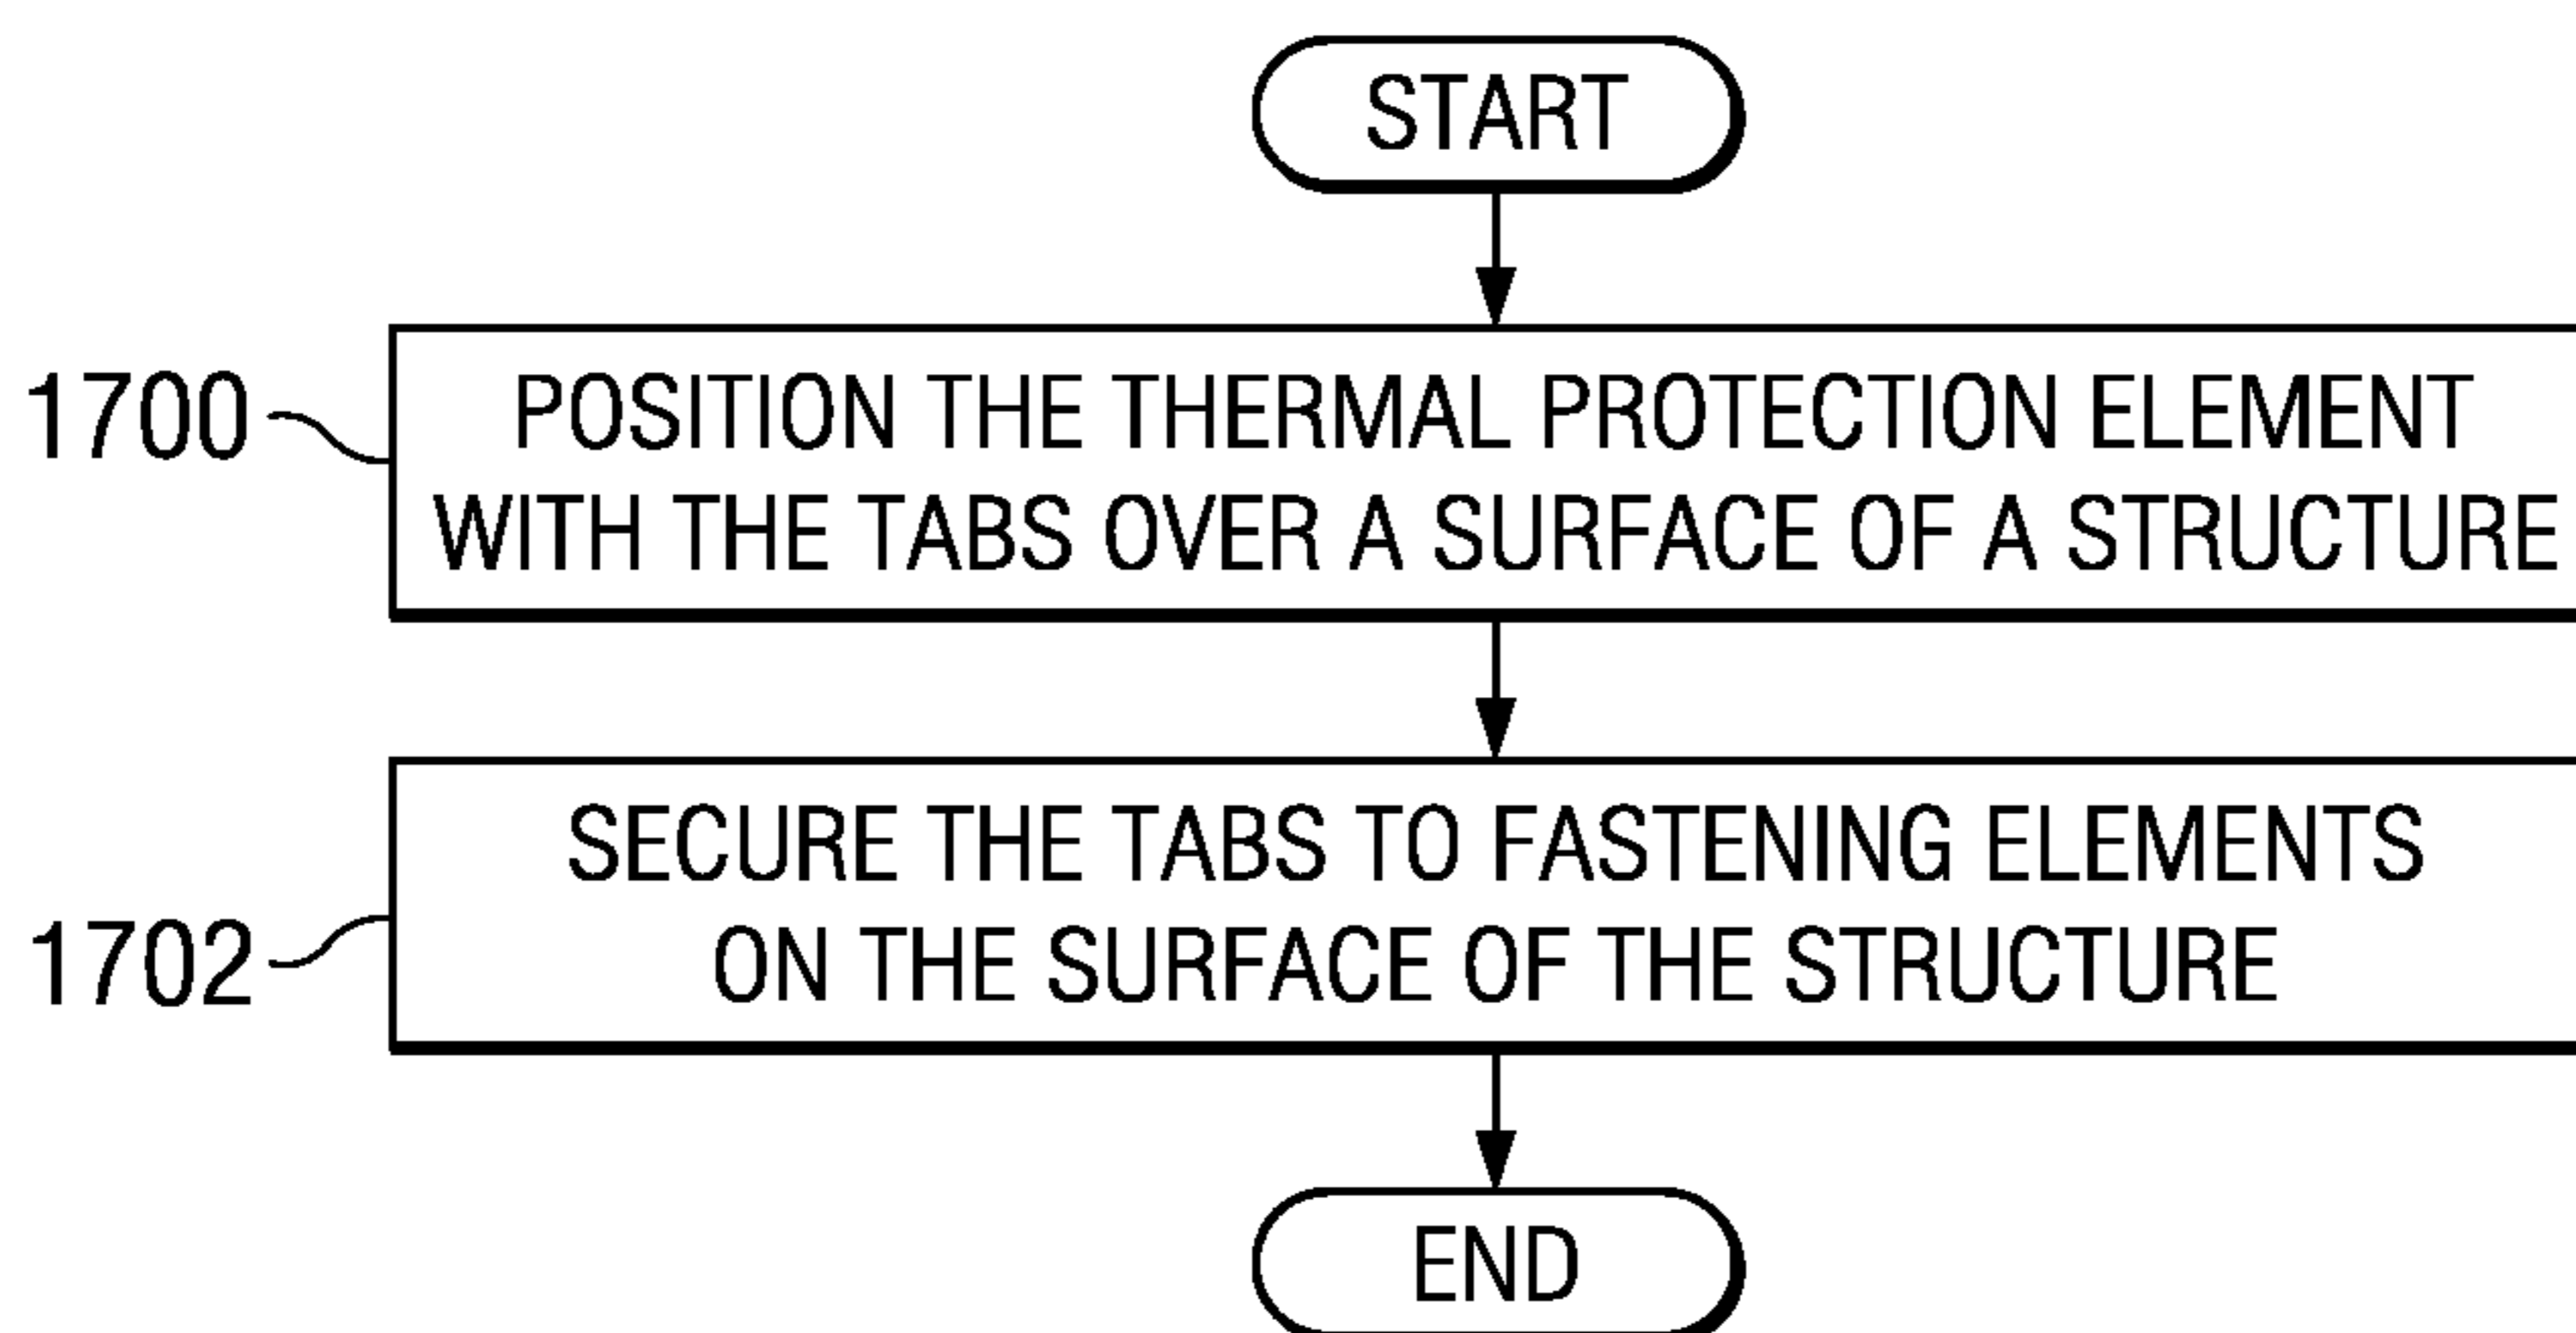 START
1700
POSITION THE THERMAL PROTECTION ELEMENT
WITH THE TABS OVER A SURFACE OF A STRUCTURE
1702
SECURE THE TABS TO FASTENING ELEMENTS
ON THE SURFACE OF THE STRUCTURE
END